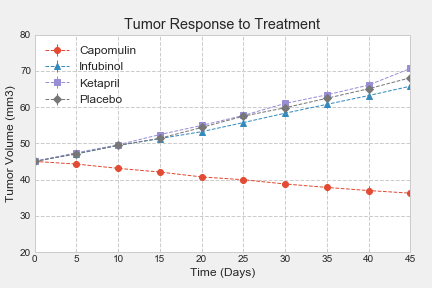 Tumor Response to Treatment
80
70
60
50
40
30
20
Tumor Volume (mm3)
Capomulin
Infubinol
Ketapril
Placebo
0 5 10 15 20 25 30 35 40 45
Time (Days)